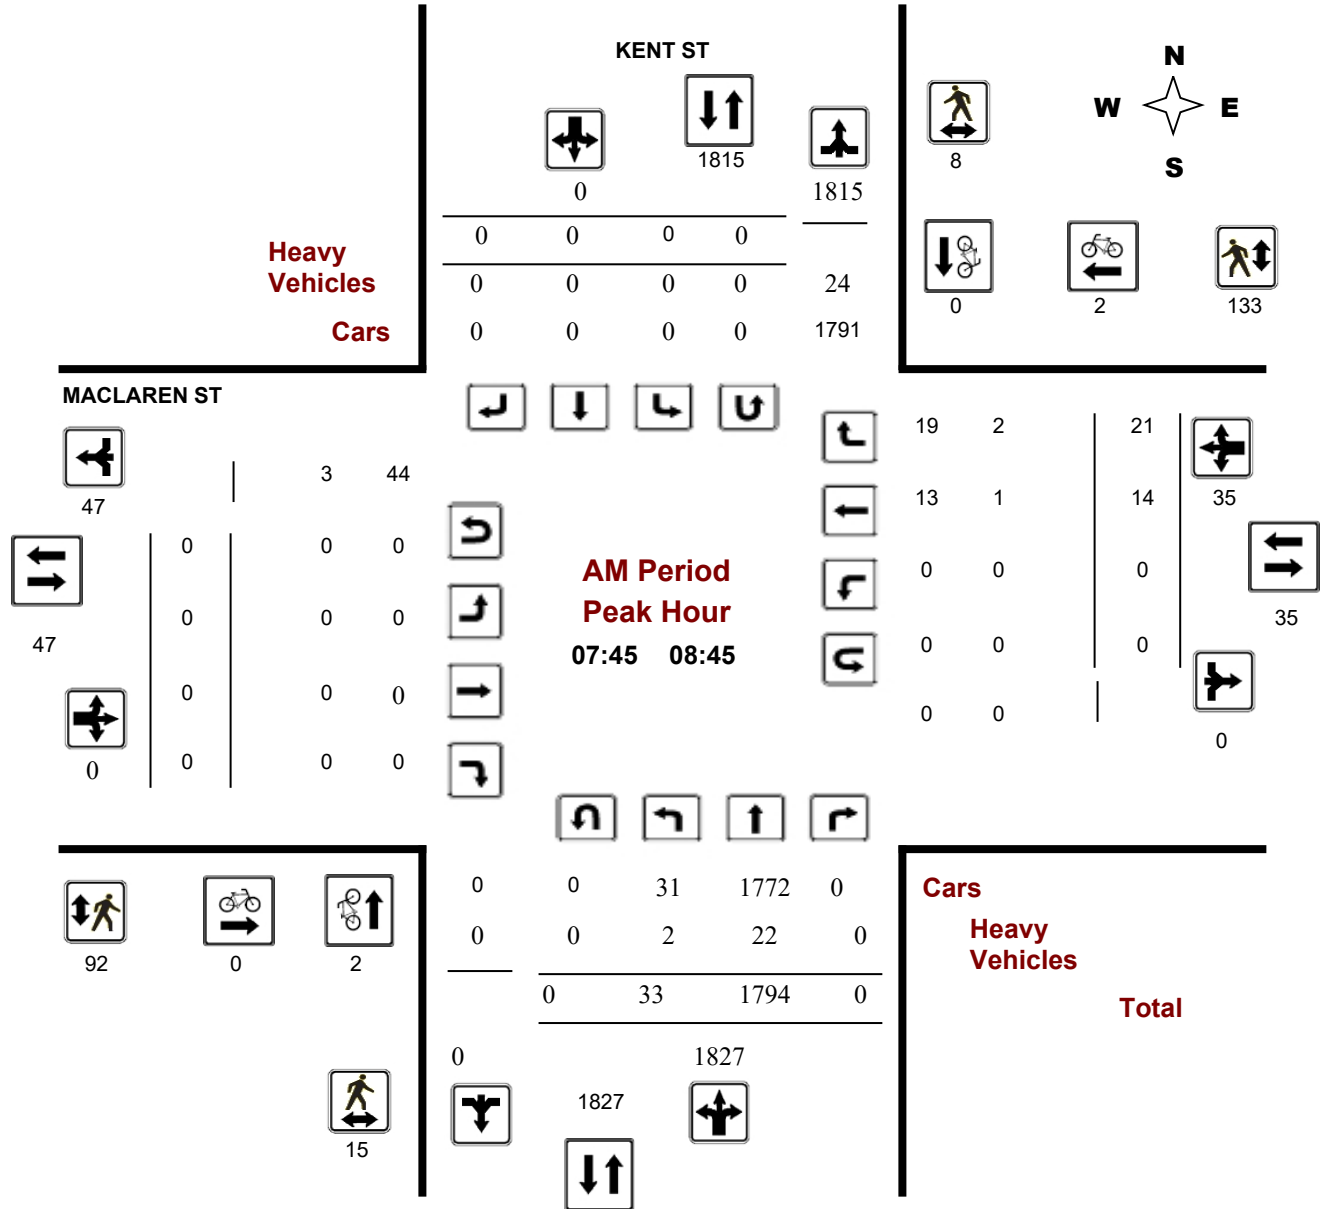 KENT ST
N
W E
S
1815
8
0
1815
Heavy
Vehicles
0 0 0 0
0 0 0 0 24
0 2 133
Cars
0 0 0 0 1791
MACLAREN ST
19 2 21
3 44
47
13 1 14 35
0 0 0
0 0 0
AM Period
Peak Hour
07:45 08:45
47
0 0 0
35
0 0 0
0 0 0
0 0
0
0
0 0 0
0 0 31 1772 0
Cars
0 0 2 22 0
Heavy
Vehicles
92 0 2
0 33 1794 0
Total
0 1827
1827
15